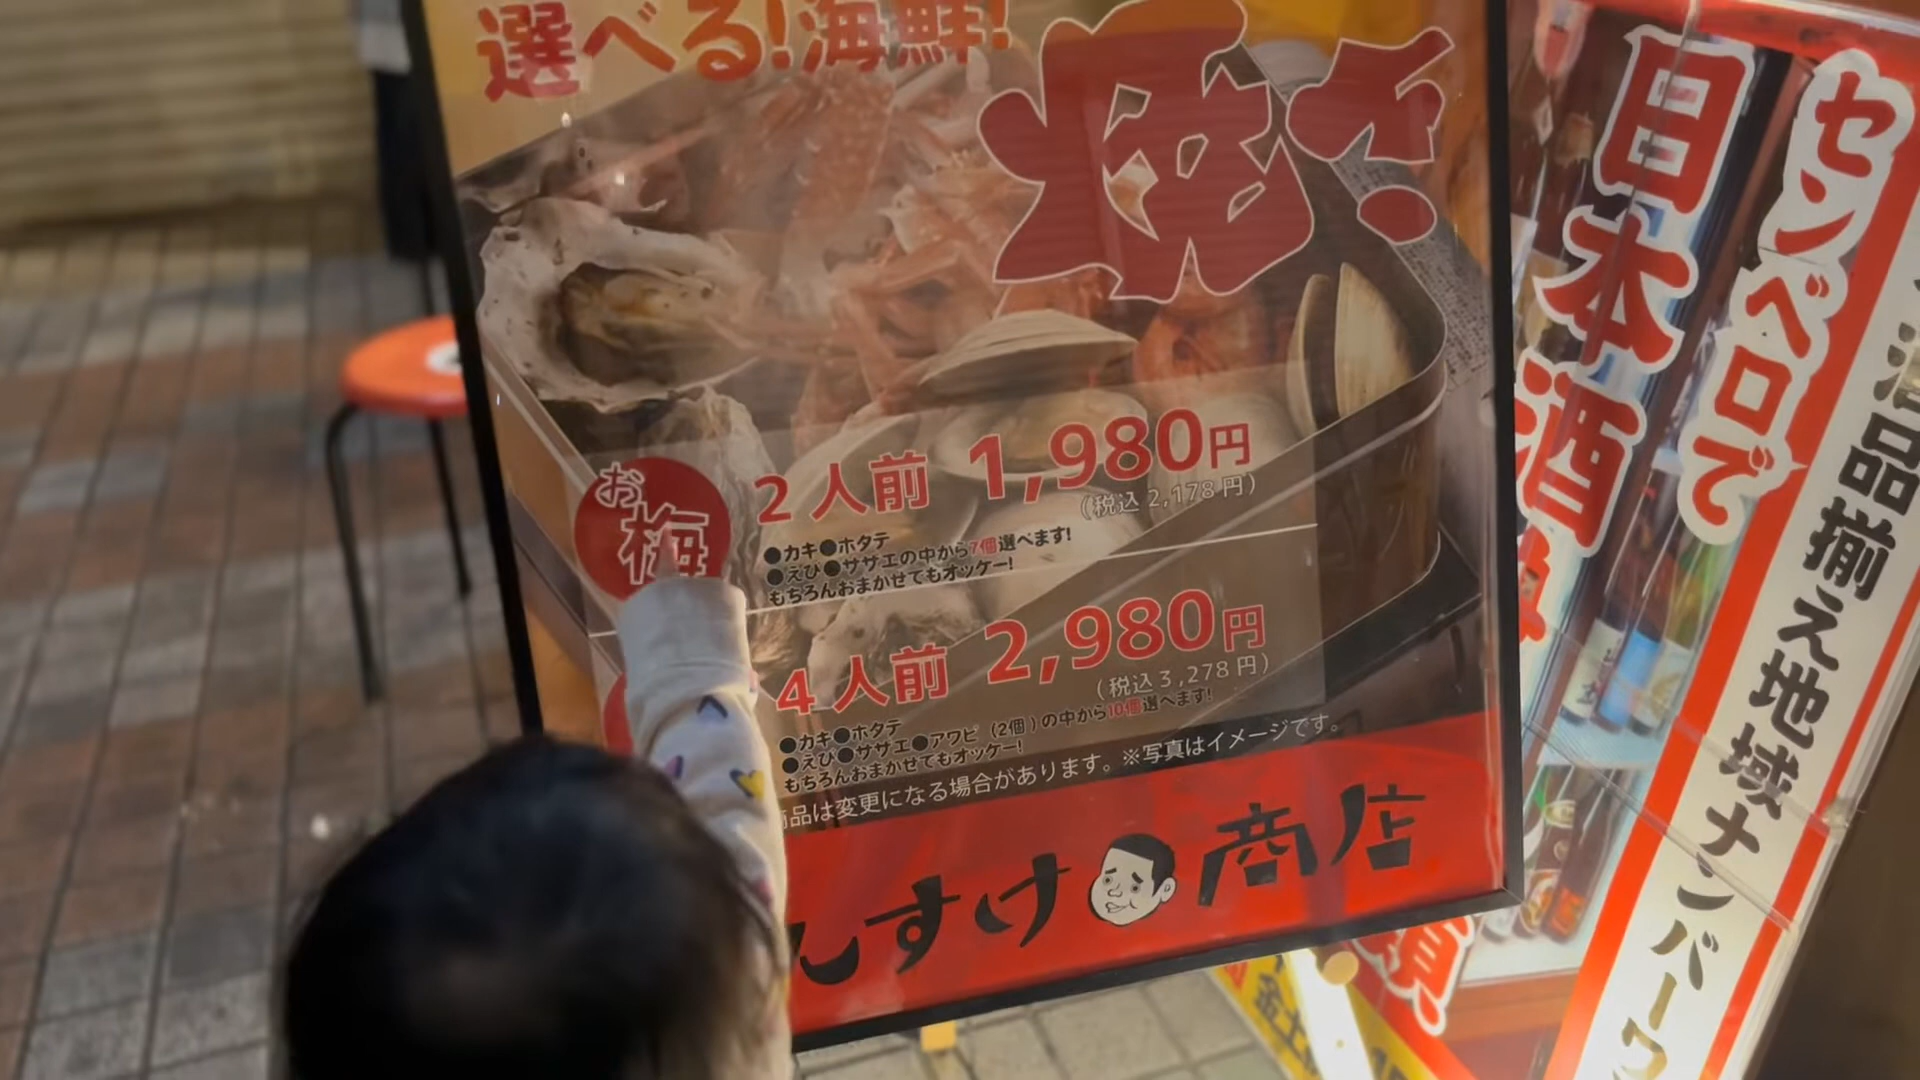 選べる!海鮮!
焼き
お梅
2人前 1,980円
(税込2,178円)
●カキ●ホタテ
●えび●サザエの中から7個選べます!
もちろんおまかせでもオッケー!
4人前 2,980円
(税込3,278円)
●カキ●ホタテ
●えび●サザエ●アワビ(2個)の中から10個選べます!
もちろんおまかせでもオッケー!
商品は変更になる場合があります。※写真はイメージです。
んすけ商店
センベロで
日本酒
品揃え地域ナンバーワ
金土